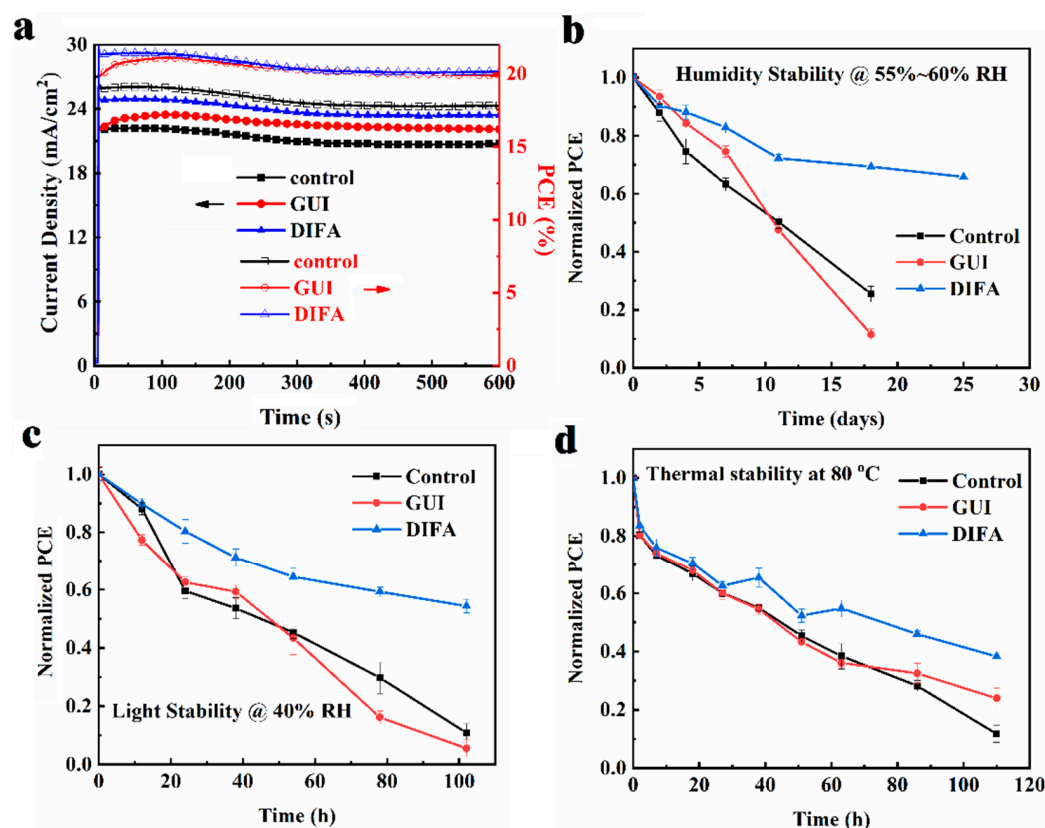 a
30
24
18
12
6
0
Current Density (mA/cm²)
control
GUI
DIFA
control
GUI
DIFA
20
15
10
5
0
PCE (%)
0 100 200 300 400 500 600
Time (s)
b
Humidity Stability @ 55%~60% RH
1.0
0.8
0.6
0.4
0.2
0.0
Normalized PCE
Control
GUI
DIFA
0 5 10 15 20 25 30
Time (days)
c
1.0
0.8
0.6
0.4
0.2
0.0
Normalized PCE
Control
GUI
DIFA
Light Stability @ 40% RH
0 20 40 60 80 100
Time (h)
d
Thermal stability at 80 °C
1.0
0.8
0.6
0.4
0.2
0.0
Normalized PCE
Control
GUI
DIFA
0 20 40 60 80 100 120
Time (h)